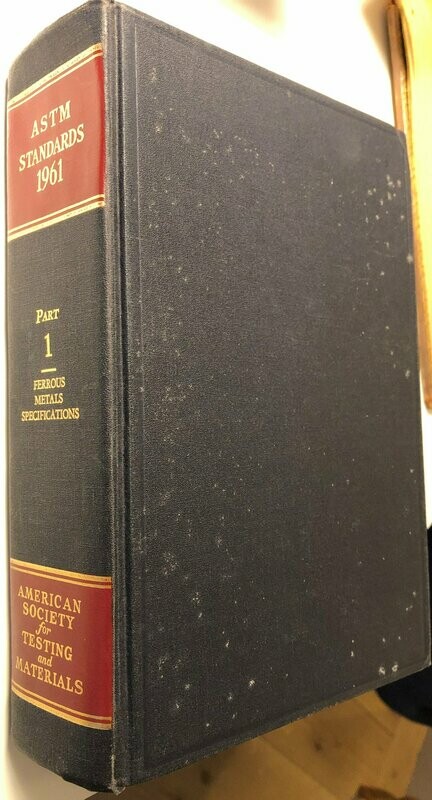 ASTM
STANDARDS
1961
PART
1
FERROUS
METALS
SPECIFICATIONS
AMERICAN
SOCIETY
for
TESTING
and
MATERIALS